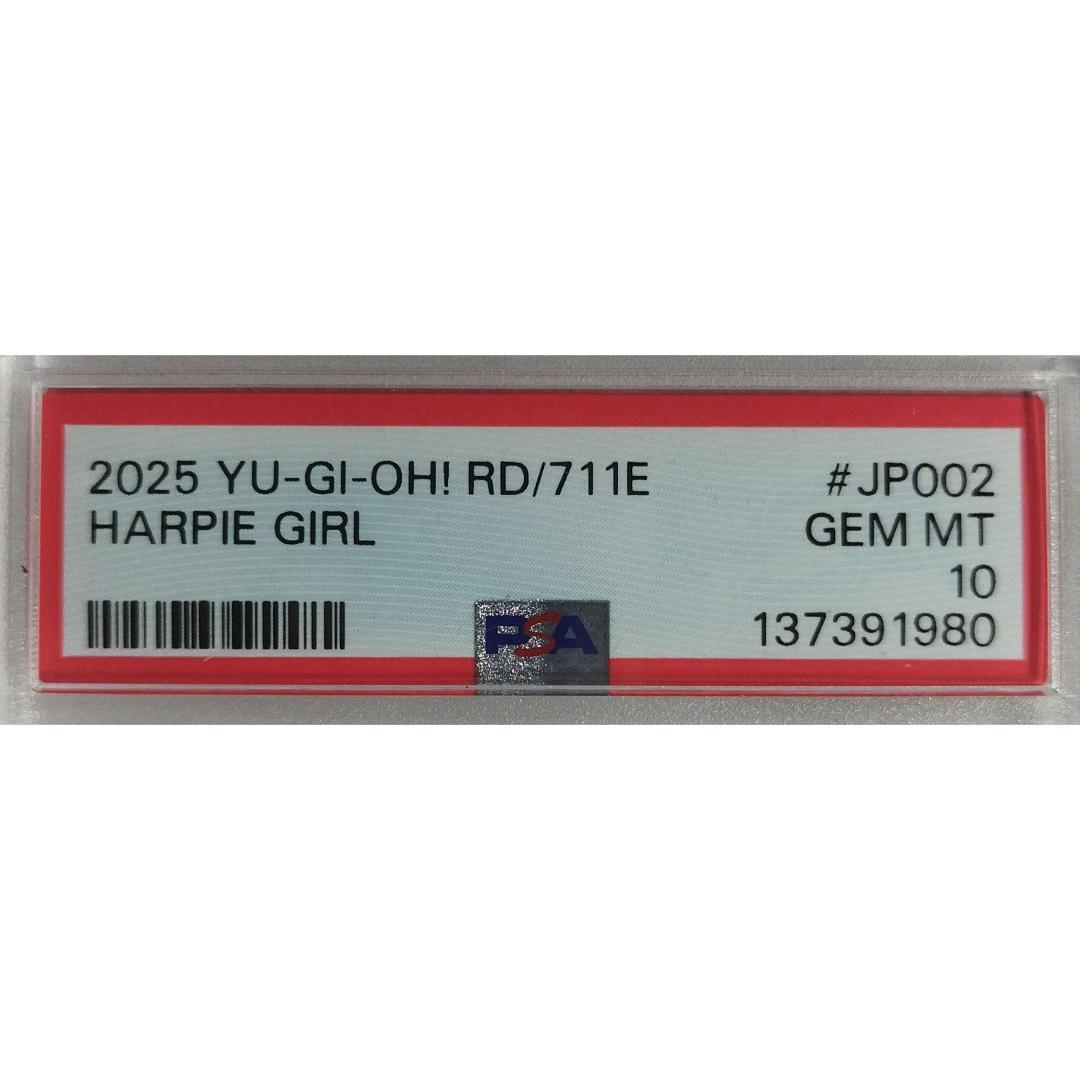 2025 YU-GI-OH! RD/711E #JP002
HARPIE GIRL GEM MT
10
PSA 137391980